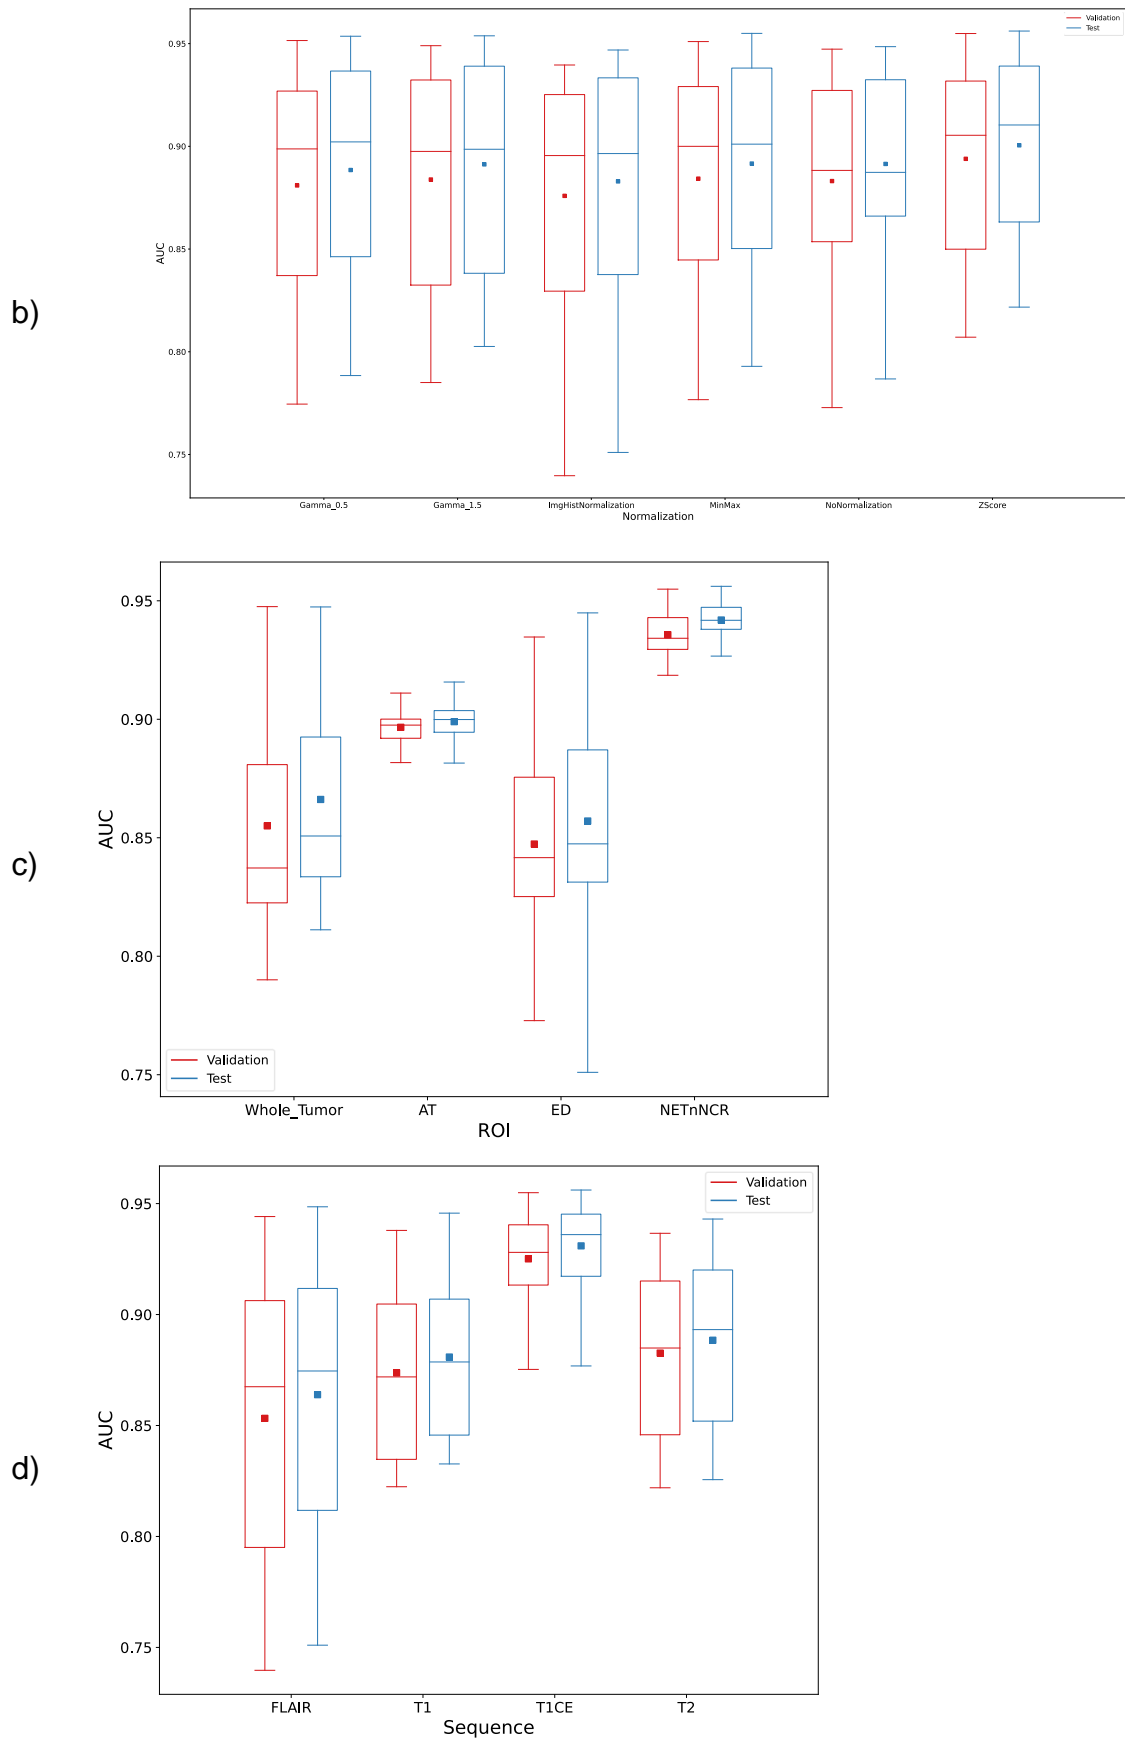 b)
AUC
0.95
0.90
0.85
0.80
0.75
Validation
Test
Gamma_0.5
Gamma_1.5
ImgHistNormalization
MinMax
NoNormalization
ZScore
Normalization
c)
AUC
0.95
0.90
0.85
0.80
0.75
Validation
Test
Whole_Tumor
AT
ED
NETnNCR
ROI
d)
AUC
0.95
0.90
0.85
0.80
0.75
Validation
Test
FLAIR
T1
T1CE
T2
Sequence